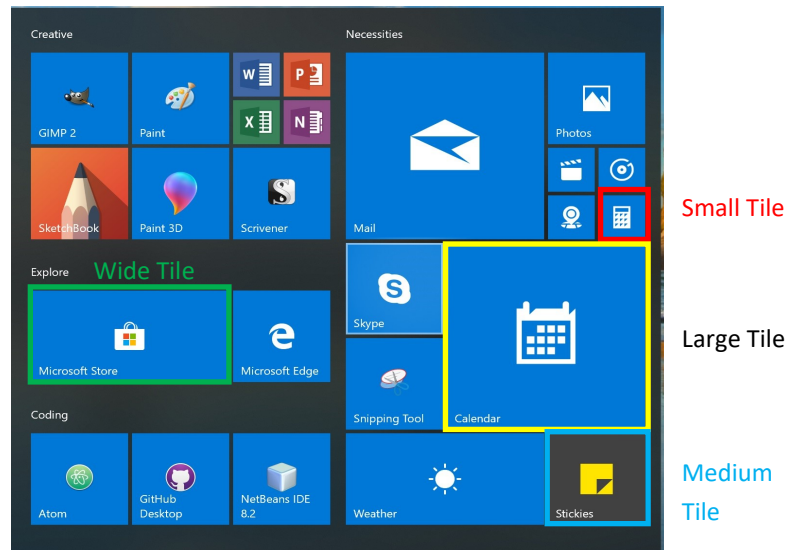 Creative
Necessities
W
P
X
N
GIMP 2
Paint
Photos
SketchBook
Paint 3D
S
Scrivener
Mail
Small Tile
Explore
Wide Tile
S
Skype
Microsoft Store
e
Microsoft Edge
Large Tile
Coding
Snipping Tool
Calendar
Atom
GitHub
Desktop
NetBeans IDE
8.2
Weather
Stickies
Medium
Tile